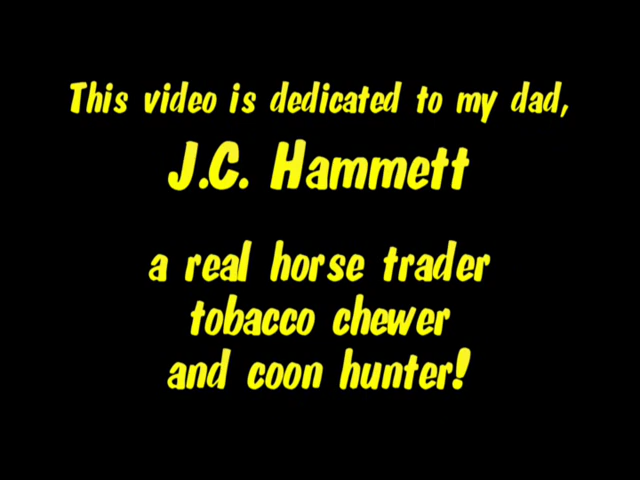 This video is dedicated to my dad,
J.C. Hammett
a real horse trader
tobacco chewer
and coon hunter!